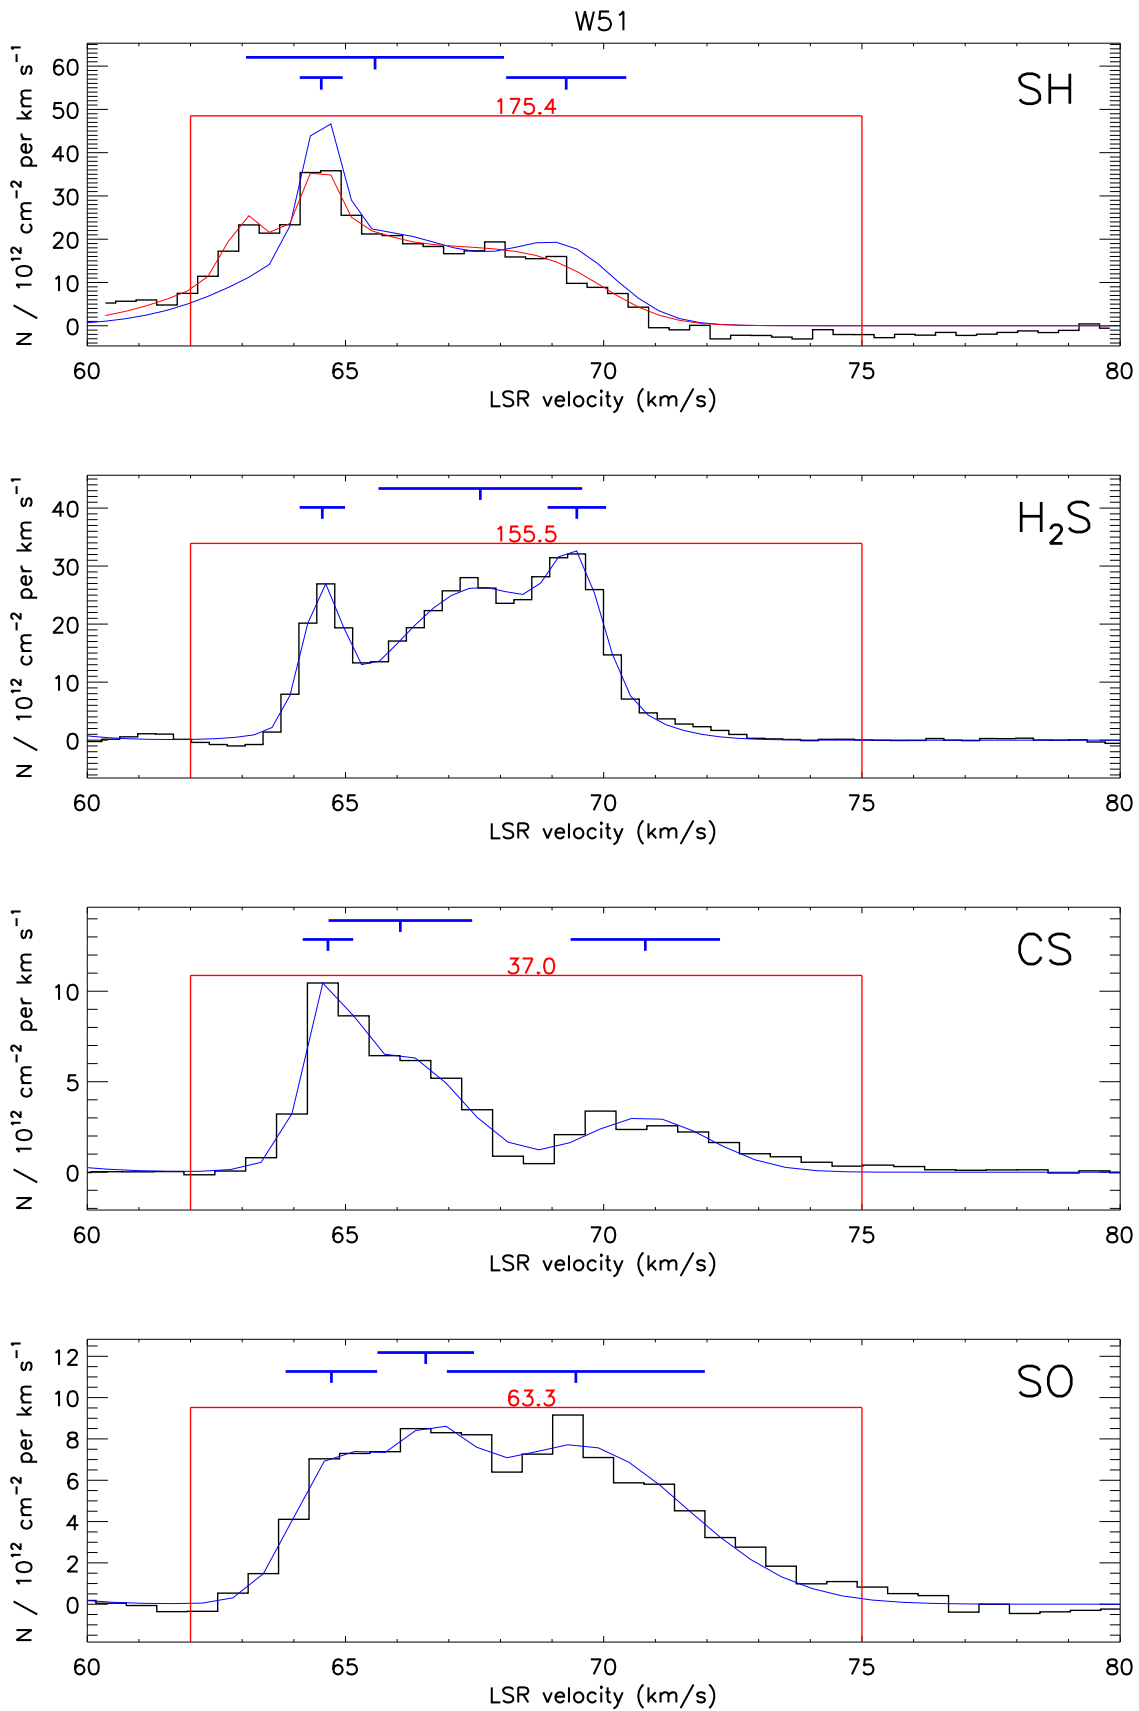 W51
N / 10¹² cm⁻² per km s⁻¹
60
50
40
30
20
10
0
SH
175.4
60 65 70 75 80
LSR velocity (km/s)
N / 10¹² cm⁻² per km s⁻¹
40
30
20
10
0
H₂S
155.5
60 65 70 75 80
LSR velocity (km/s)
N / 10¹² cm⁻² per km s⁻¹
10
5
0
CS
37.0
60 65 70 75 80
LSR velocity (km/s)
N / 10¹² cm⁻² per km s⁻¹
12
10
8
6
4
2
0
SO
63.3
60 65 70 75 80
LSR velocity (km/s)